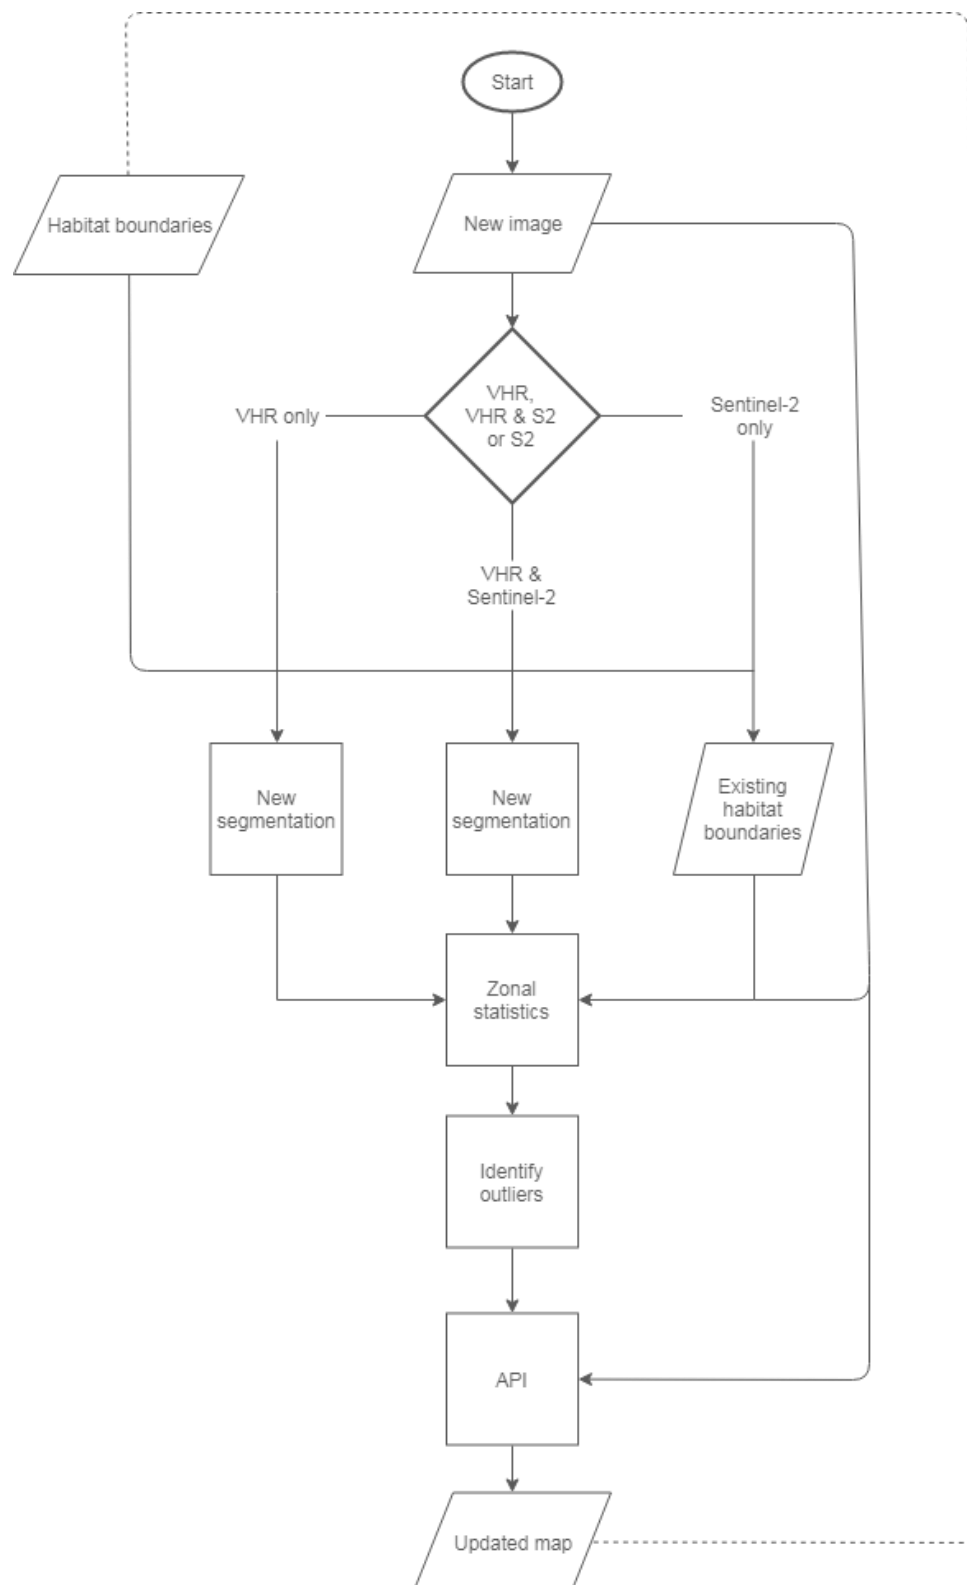 Start
Habitat boundaries
New image
VHR,
VHR & S2
or S2
VHR only
Sentinel-2
only
VHR &
Sentinel-2
New
segmentation
New
segmentation
Existing
habitat
boundaries
Zonal
statistics
Identify
outliers
API
Updated map